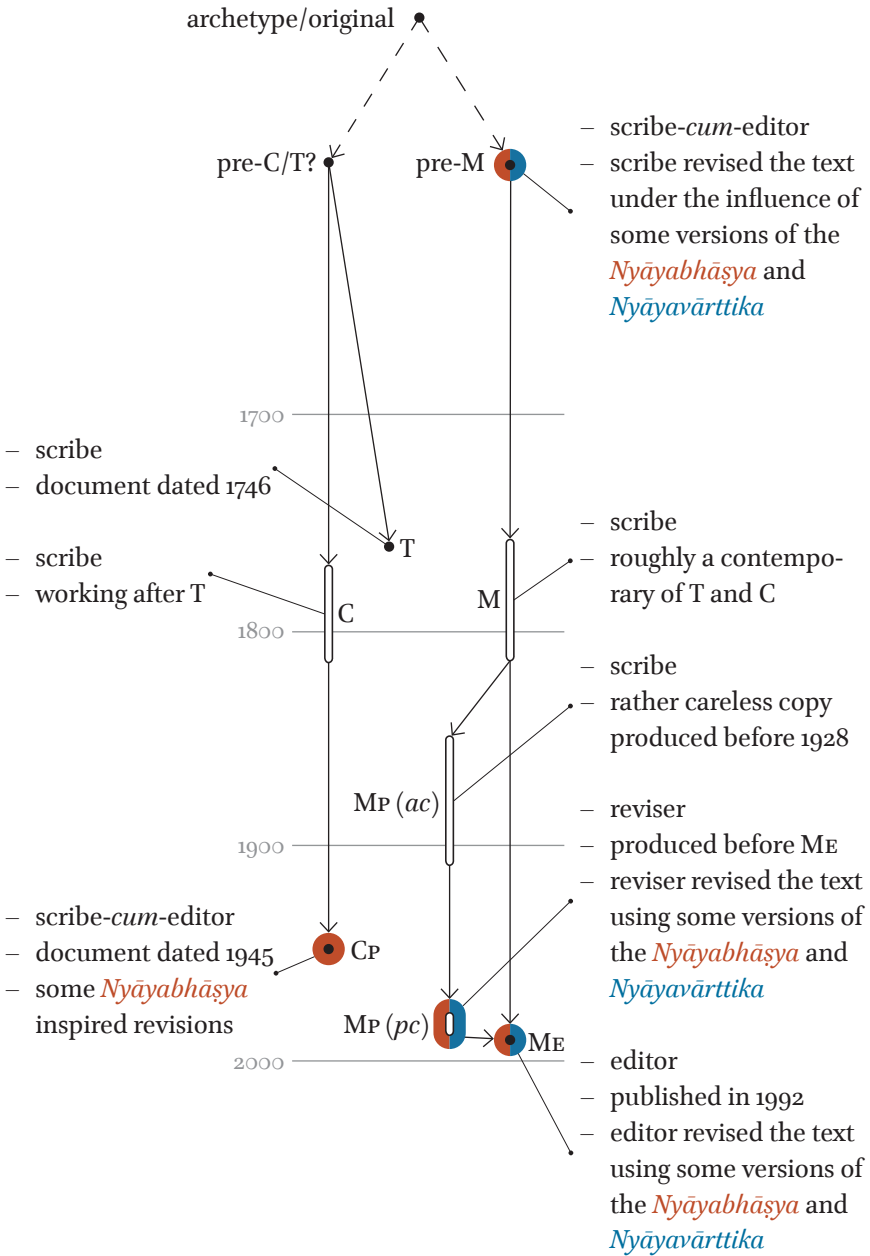 archetype/original
– scribe-cum-editor
– scribe revised the text
under the influence of
some versions of the
Nyāyabhāṣya and
Nyāyavārttika
pre-C/T?
pre-M
1700
– scribe
– document dated 1746
T
– scribe
– working after T
C
M
– scribe
– roughly a contempo-
rary of T and C
1800
– scribe
– rather careless copy
produced before 1928
Mp (ac)
– reviser
– produced before Me
– reviser revised the text
using some versions of
the Nyāyabhāṣya and
Nyāyavārttika
1900
– scribe-cum-editor
– document dated 1945
– some Nyāyabhāṣya
inspired revisions
Cp
Mp (pc)
Me
2000
– editor
– published in 1992
– editor revised the text
using some versions of
the Nyāyabhāṣya and
Nyāyavārttika